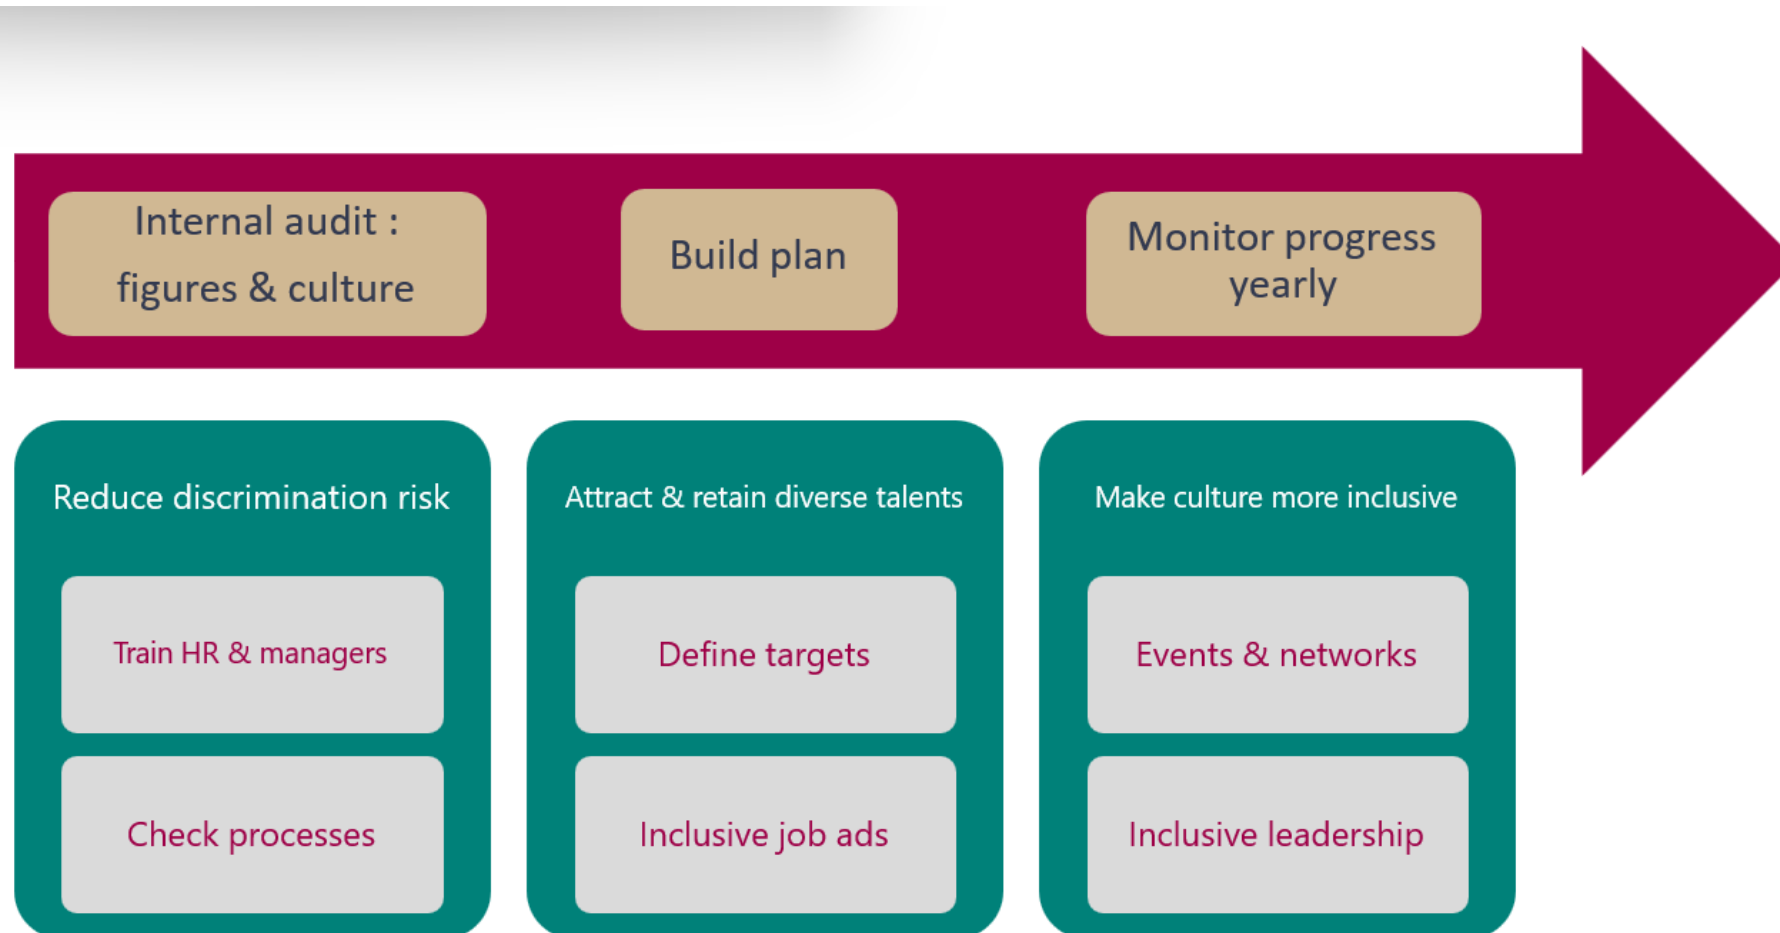 Internal audit :
figures & culture
Build plan
Monitor progress
yearly
Reduce discrimination risk
Train HR & managers
Check processes
Attract & retain diverse talents
Define targets
Inclusive job ads
Make culture more inclusive
Events & networks
Inclusive leadership